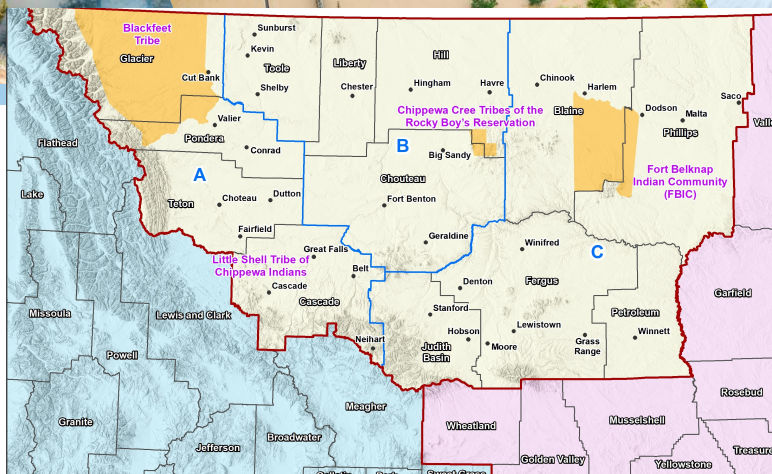 Blackfeet
Tribe
Glacier
Cut Bank
Sunburst
Kevin
Toole
Shelby
Liberty
Chester
Hill
Hingham
Havre
Chinook
Harlem
Blaine
Dodson
Malta
Saco
Phillips
Chippewa Cree Tribes of the
Rocky Boy's Reservation
Valier
Pondera
Conrad
Flathead
B
Big Sandy
Chouteau
Fort Benton
Geraldine
Fort Belknap
Indian Community
(FBIC)
A
Teton
Choteau
Dutton
Fairfield
Lake
Little Shell Tribe of
Chippewa Indians
Great Falls
Belt
Cascade
Cascade
Neihart
Winifred
C
Denton
Fergus
Stanford
Hobson
Judith
Basin
Moore
Lewistown
Grass
Range
Petroleum
Winnett
Garfield
Missoula
Lewis and Clark
Powell
Granite
Meagher
Broadwater
Jefferson
Wheatland
Golden Valley
Musselshell
Rosebud
Yellowstone